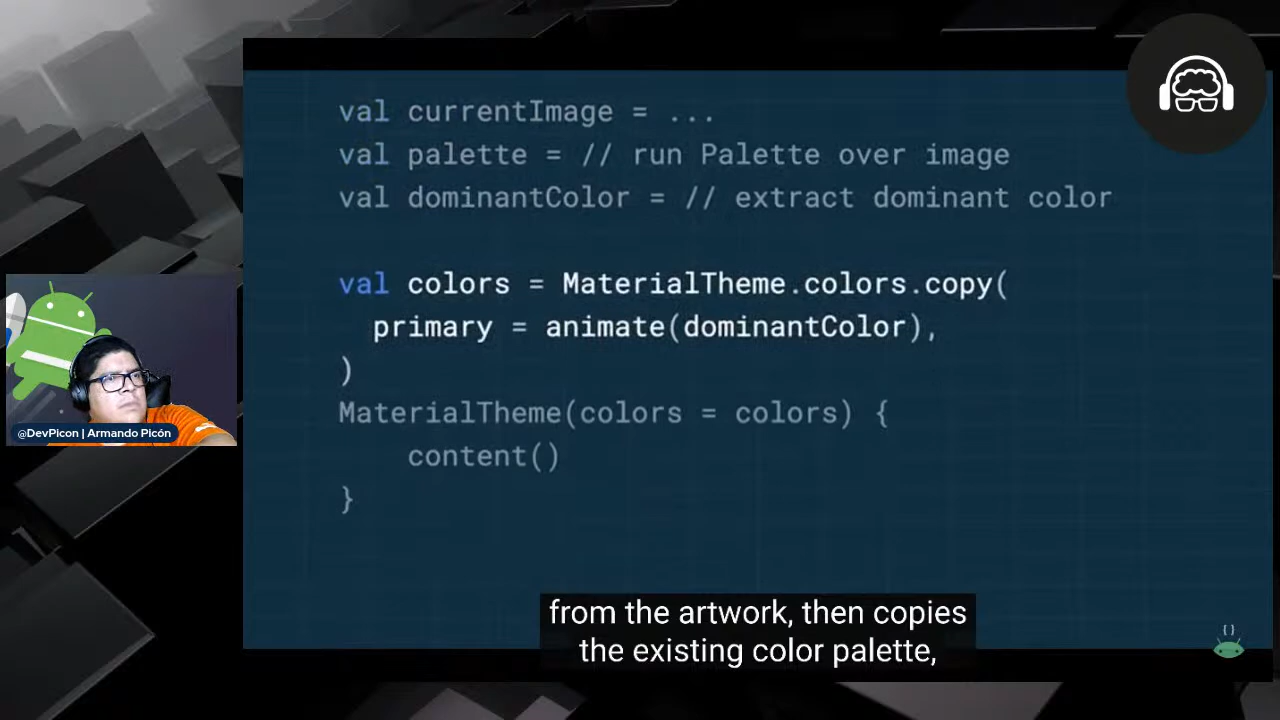 val currentImage = ...
val palette = // run Palette over image
val dominantColor = // extract dominant color
val colors = MaterialTheme.colors.copy(
primary = animate(dominantColor),
)
MaterialTheme(colors = colors) {
content()
}
@DevPicon | Armando Picón
from the artwork, then copies
the existing color palette,
{ }